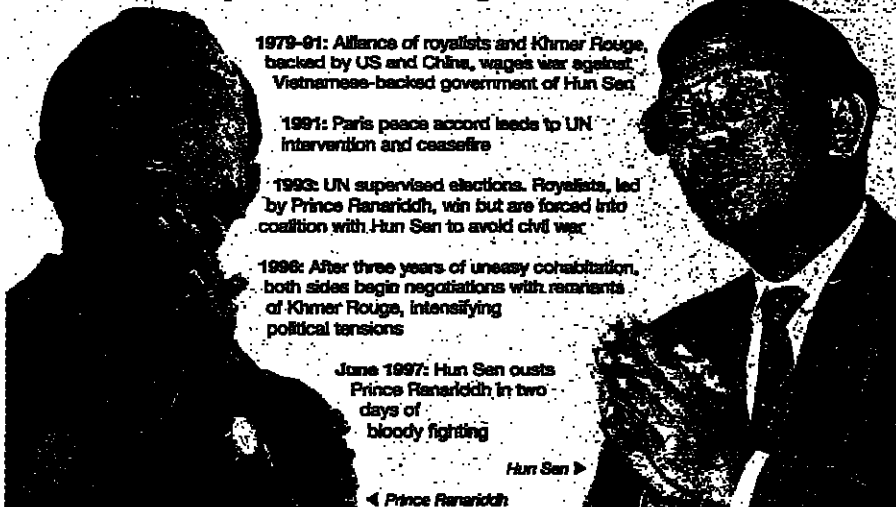 1979-91: Alliance of royalists and Khmer Rouge,
backed by US and China, wages war against
Vietnamese-backed government of Hun Sen
1991: Paris peace accord leads to UN
intervention and ceasefire
1993: UN supervised elections. Royalists, led
by Prince Ranariddh, win but are forced into
coalition with Hun Sen to avoid civil war
1996: After three years of uneasy cohabitation,
both sides begin negotiations with remnants
of Khmer Rouge, intensifying
political tensions
June 1997: Hun Sen ousts
Prince Ranariddh in two
days of
bloody fighting
Hun Sen ▶
◀ Prince Ranariddh